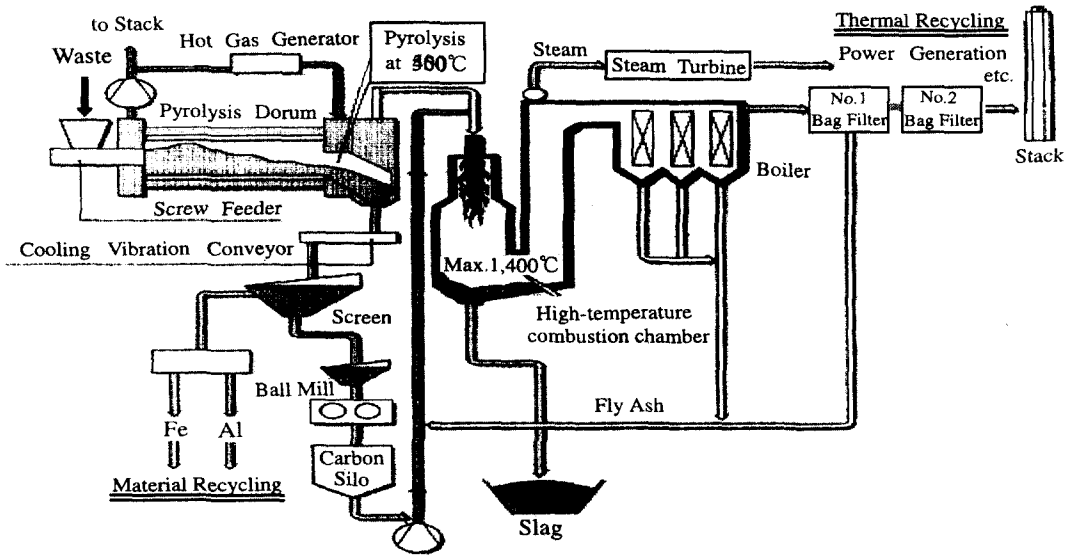 to Stack
Waste
Hot Gas Generator
Pyrolysis
at 500℃
Pyrolysis Dorum
Screw Feeder
Cooling Vibration Conveyor
Screen
Ball Mill
Fe
Al
Carbon
Silo
Material Recycling
Steam
Steam Turbine
Thermal Recycling
Power Generation
etc.
No.1
Bag Filter
No.2
Bag Filter
Stack
Boiler
Max.1,400℃
High-temperature
combustion chamber
Fly Ash
Slag